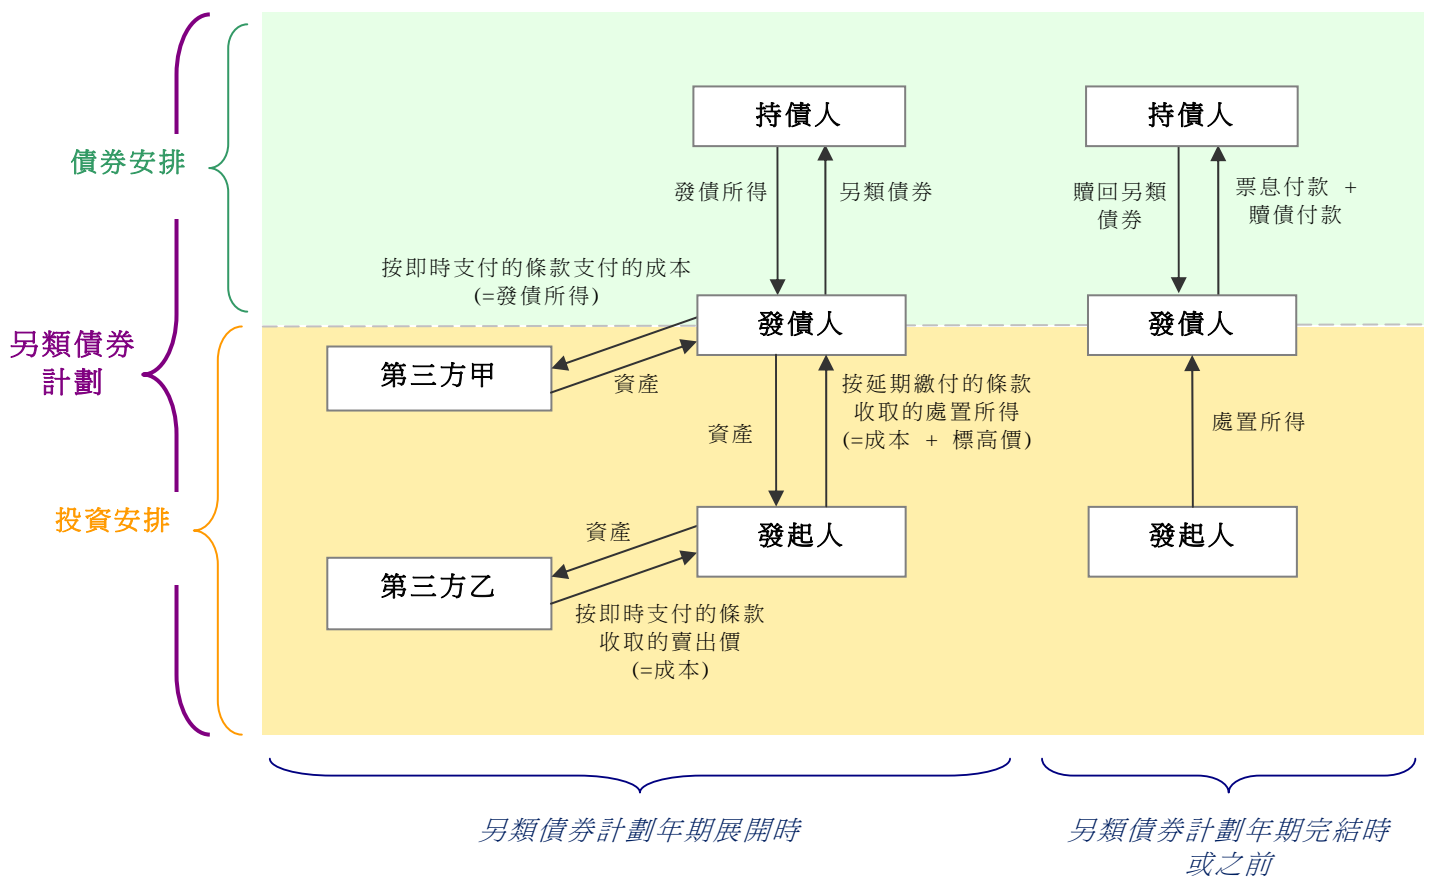 持債人
持債人
債券安排
發債所得
另類債券
贖回另類
債券
票息付款 +
贖債付款
按即時支付的條款支付的成本
(=發債所得)
發債人
發債人
另類債券
計劃
第三方甲
資產
按延期繳付的條款
收取的處置所得
(=成本 + 標高價)
資產
處置所得
投資安排
資產
發起人
發起人
第三方乙
按即時支付的條款
收取的賣出價
(=成本)
另類債券計劃年期展開時
另類債券計劃年期完結時
或之前